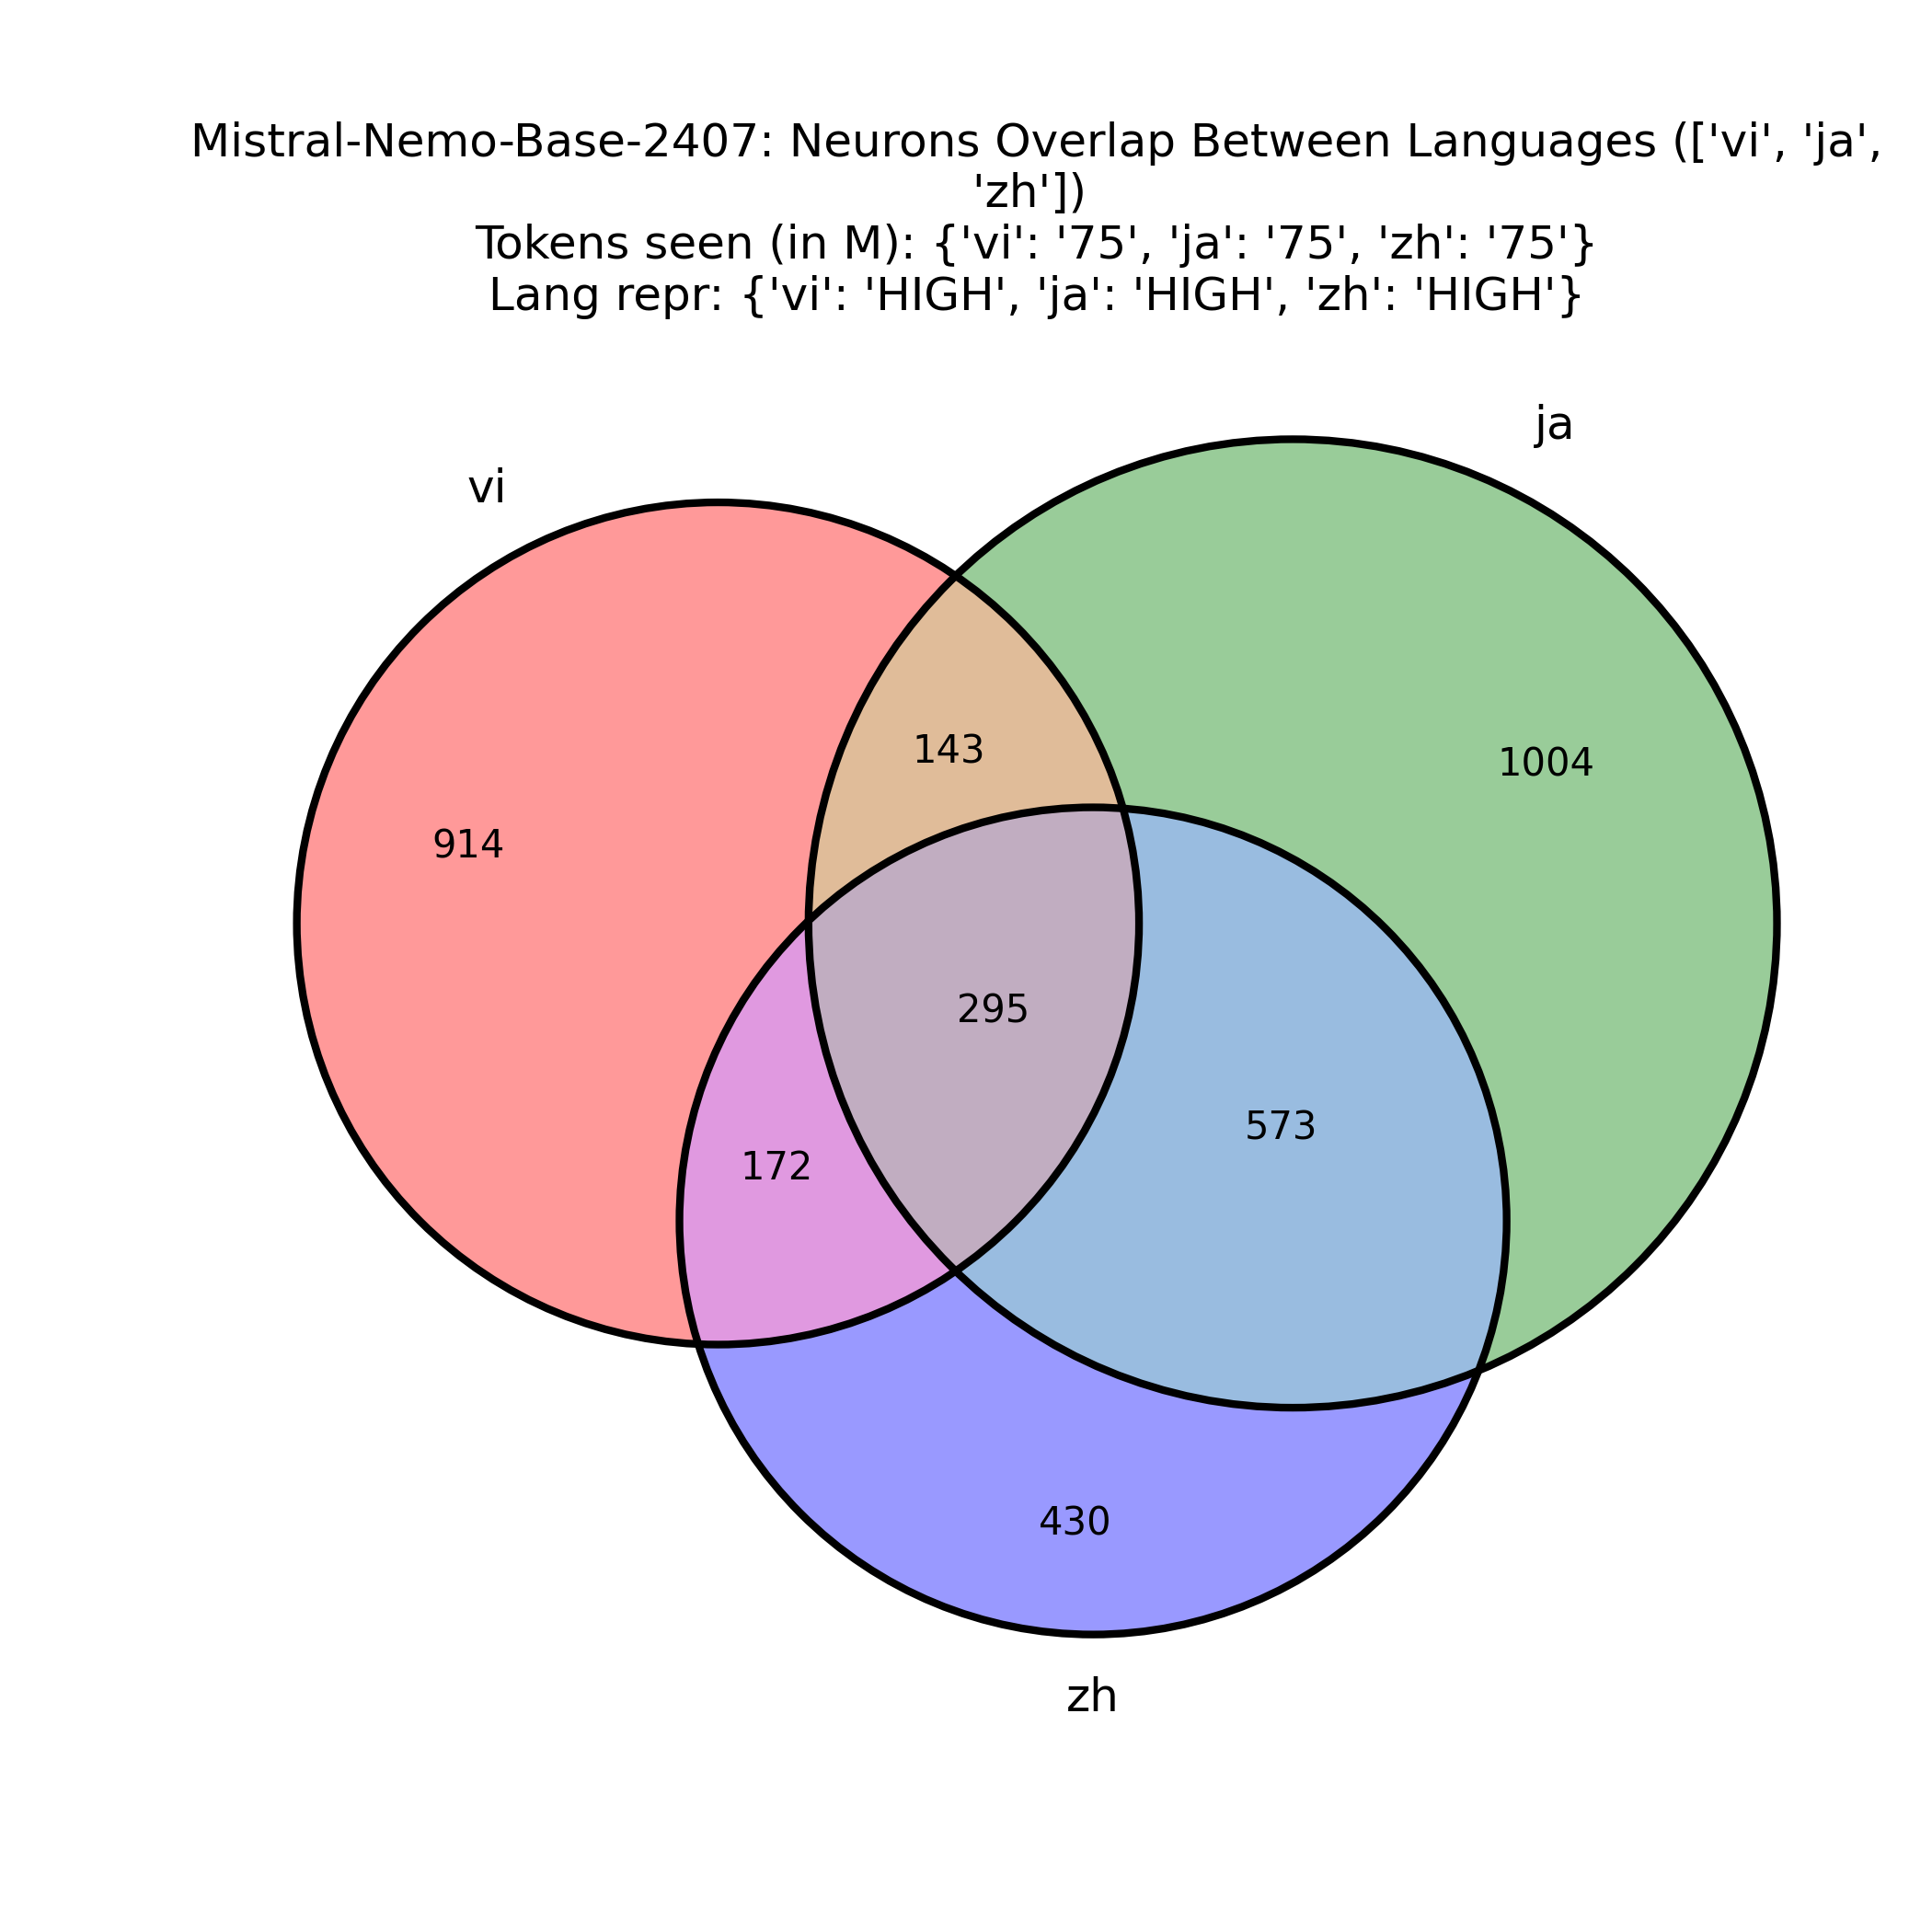 Mistral-Nemo-Base-2407: Neurons Overlap Between Languages (['vi', 'ja',
'zh'])
Tokens seen (in M): {'vi': '75', 'ja': '75', 'zh': '75'}
Lang repr: {'vi': 'HIGH', 'ja': 'HIGH', 'zh': 'HIGH'}
ja
vi
143
1004
914
295
573
172
430
zh